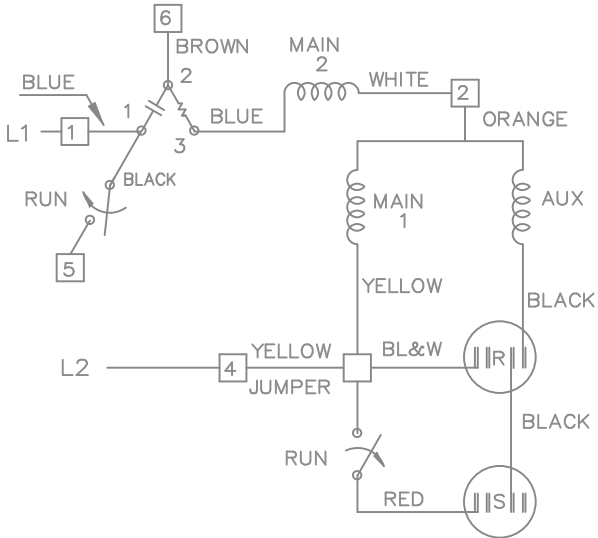 6
BROWN
MAIN
2
2
WHITE
BLUE
1
2
L1
1
BLUE
ORANGE
3
BLACK
RUN
MAIN
1
AUX
5
YELLOW
BLACK
YELLOW
BL&W
L2
4
R
JUMPER
BLACK
RUN
RED
S